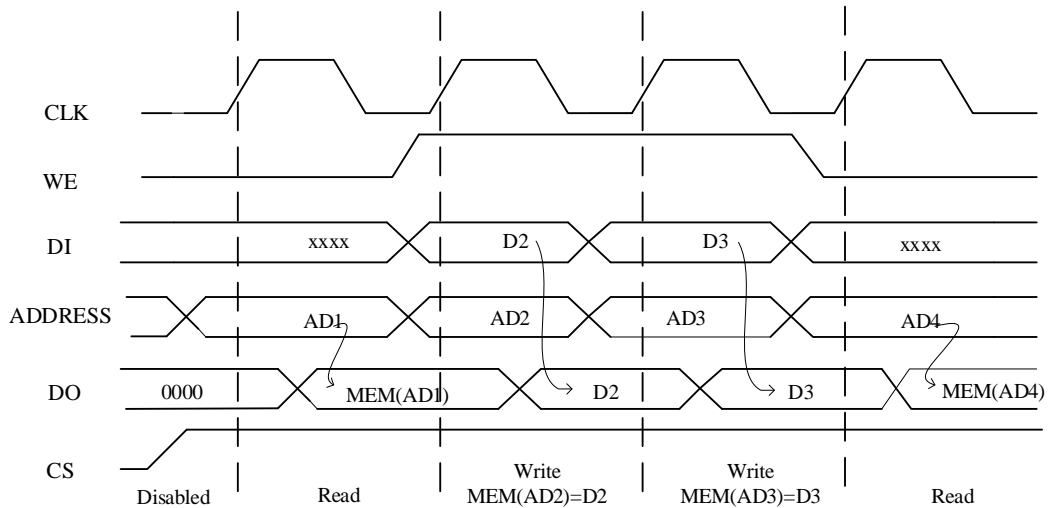 CLK
WE
DI
xxxx
D2
D3
xxxx
ADDRESS
AD1
AD2
AD3
AD4
DO
0000
MEM(AD1)
D2
D3
MEM(AD4)
CS
Disabled
Read
Write
MEM(AD2)=D2
Write
MEM(AD3)=D3
Read